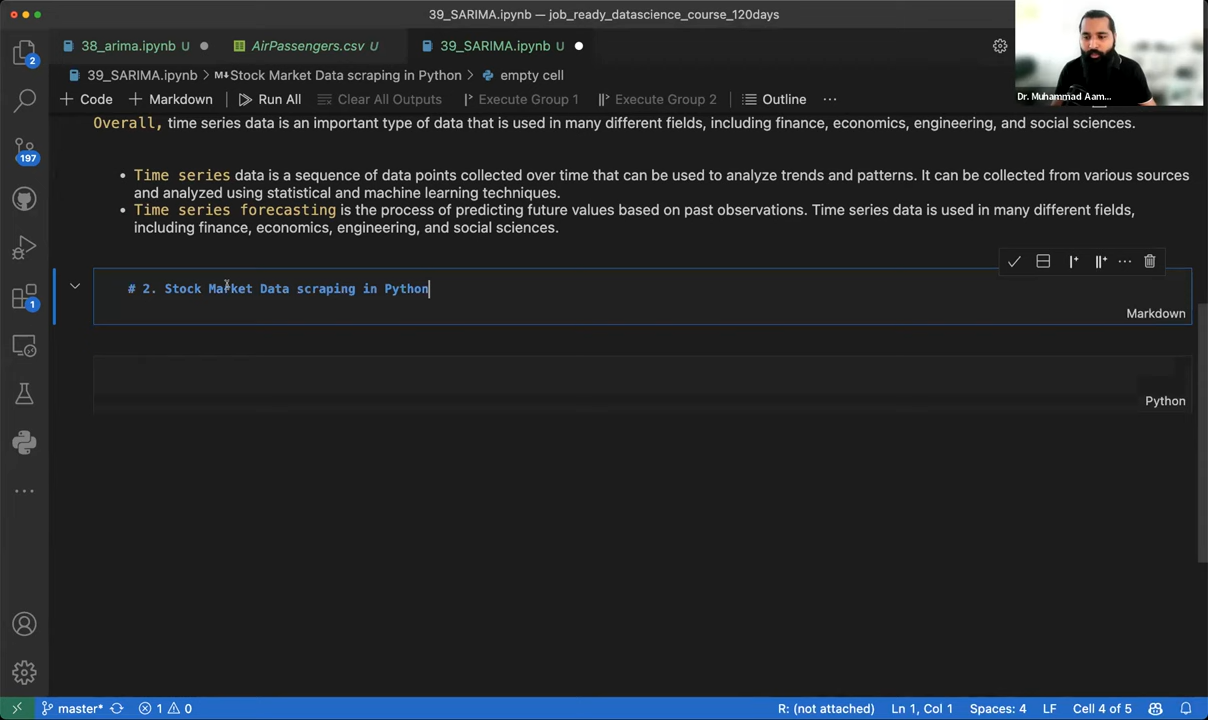 39_SARIMA.ipynb — job_ready_datascience_course_120days
38_arima.ipynb U
AirPassengers.csv U
39_SARIMA.ipynb U
39_SARIMA.ipynb > M↓Stock Market Data scraping in Python > empty cell
+ Code + Markdown Run All Clear All Outputs Execute Group 1 Execute Group 2 Outline ...
Dr. Muhammad Aam...
Overall, time series data is an important type of data that is used in many different fields, including finance, economics, engineering, and social sciences.
• Time series data is a sequence of data points collected over time that can be used to analyze trends and patterns. It can be collected from various sources
and analyzed using statistical and machine learning techniques.
• Time series forecasting is the process of predicting future values based on past observations. Time series data is used in many different fields,
including finance, economics, engineering, and social sciences.
# 2. Stock Market Data scraping in Python
Markdown
Python
2
197
1
master* 1 0 R: (not attached) Ln 1, Col 1 Spaces: 4 LF Cell 4 of 5